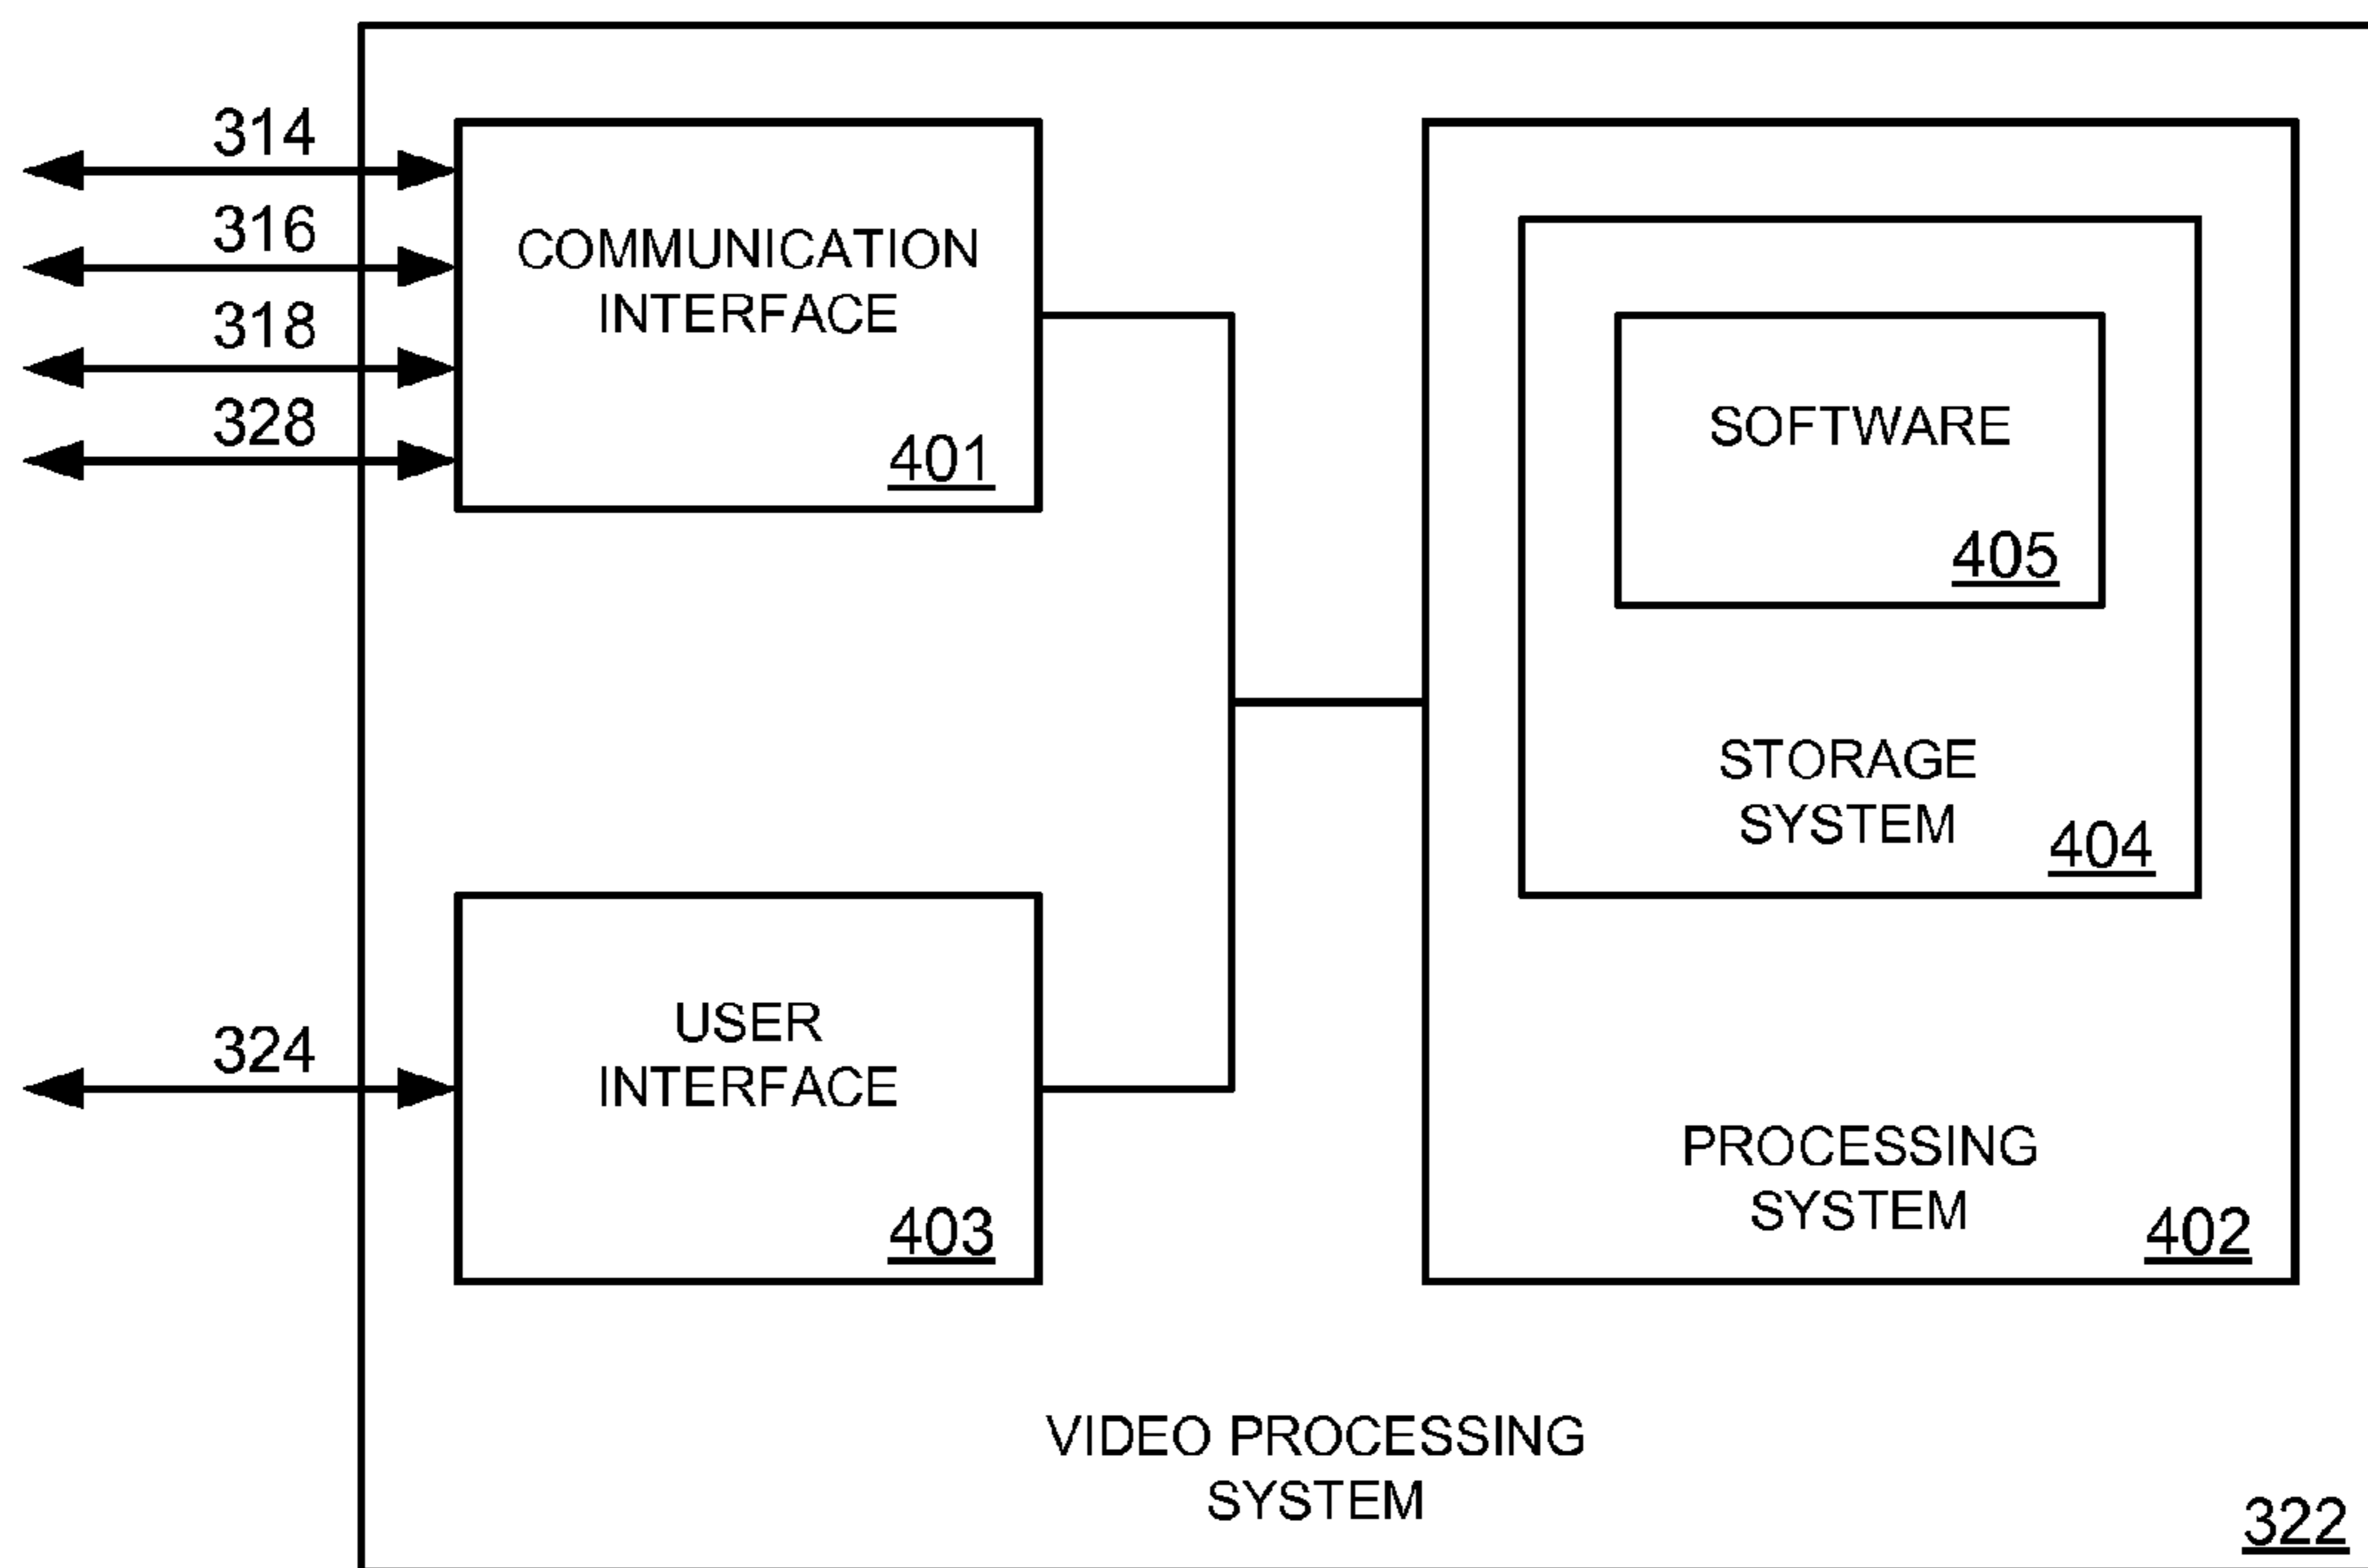 314
316
318
328
COMMUNICATION
INTERFACE
401
SOFTWARE
405
STORAGE
SYSTEM
404
324
USER
INTERFACE
403
PROCESSING
SYSTEM
402
VIDEO PROCESSING
SYSTEM
322